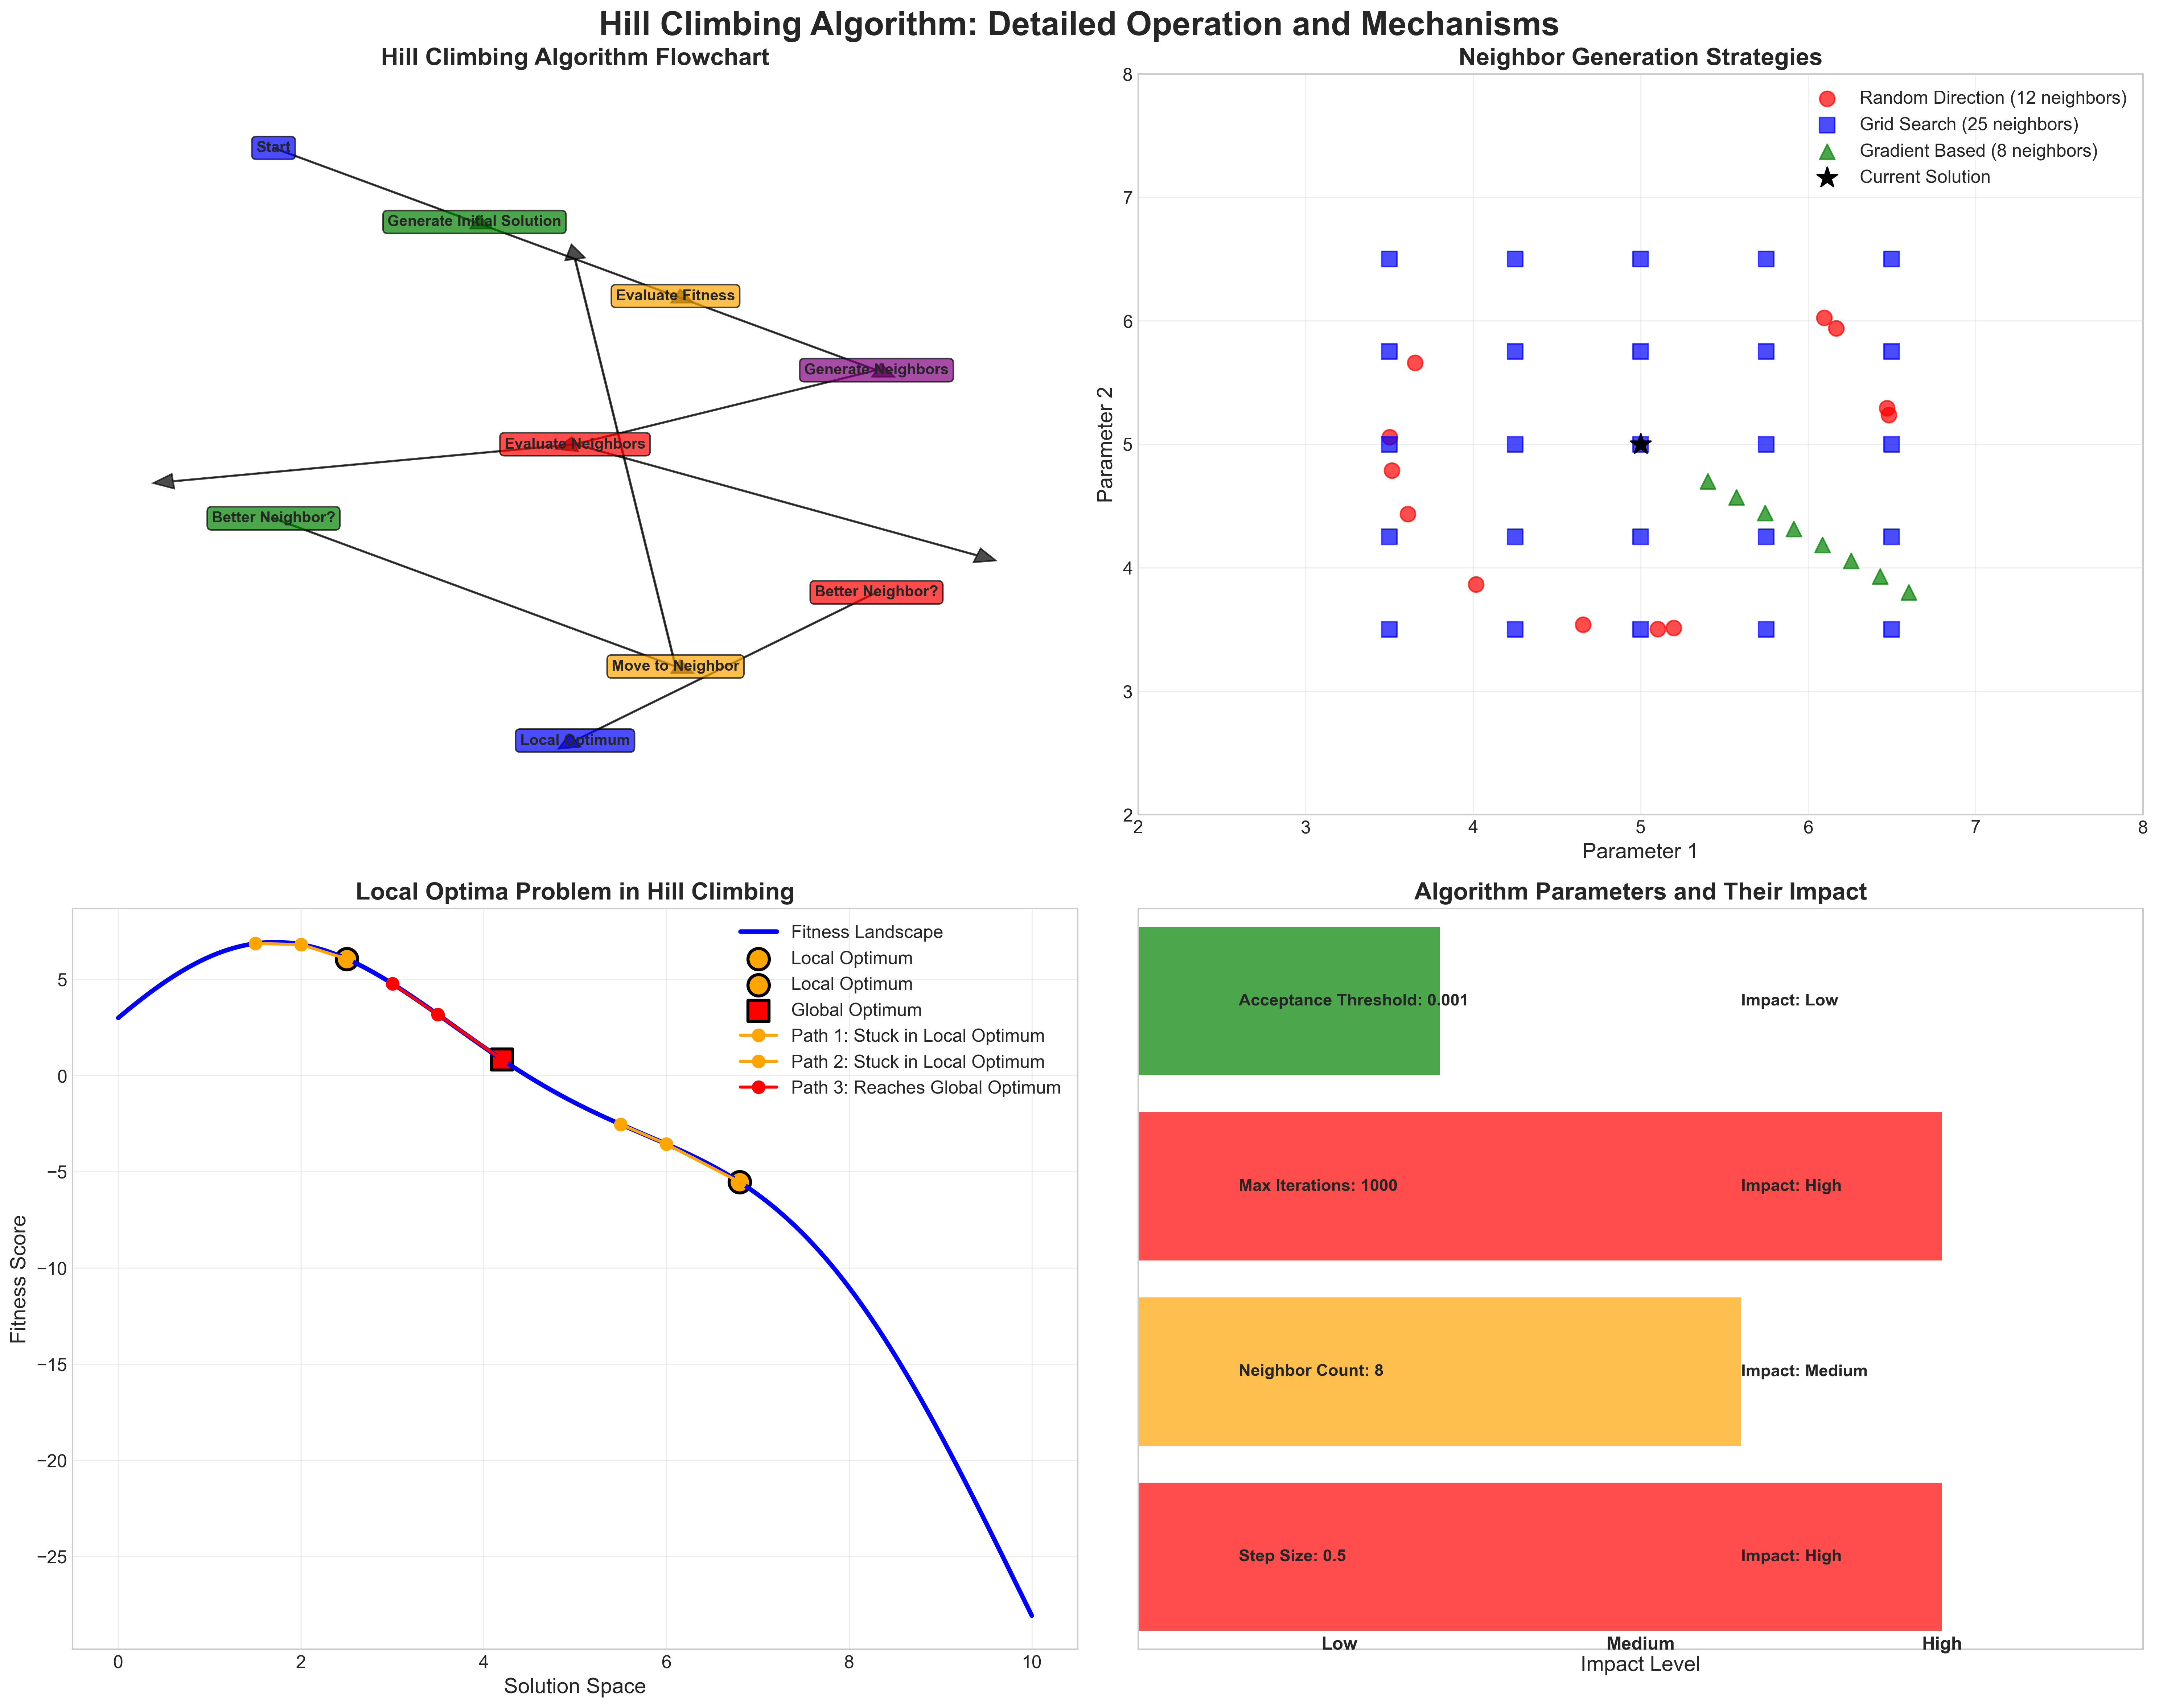 Hill Climbing Algorithm: Detailed Operation and Mechanisms
Hill Climbing Algorithm Flowchart
Start
Generate Initial Solution
Evaluate Fitness
Generate Neighbors
Evaluate Neighbors
Better Neighbor?
Better Neighbor?
Move to Neighbor
Local Optimum
Neighbor Generation Strategies
Random Direction (12 neighbors)
Grid Search (25 neighbors)
Gradient Based (8 neighbors)
Current Solution
8
7
6
5
4
3
2
Parameter 2
2
3
4
5
6
7
8
Parameter 1
Local Optima Problem in Hill Climbing
Fitness Landscape
Local Optimum
Local Optimum
Global Optimum
Path 1: Stuck in Local Optimum
Path 2: Stuck in Local Optimum
Path 3: Reaches Global Optimum
5
0
−5
−10
−15
−20
−25
Fitness Score
0
2
4
6
8
10
Solution Space
Algorithm Parameters and Their Impact
Acceptance Threshold: 0.001
Impact: Low
Max Iterations: 1000
Impact: High
Neighbor Count: 8
Impact: Medium
Step Size: 0.5
Impact: High
Low
Medium
High
Impact Level